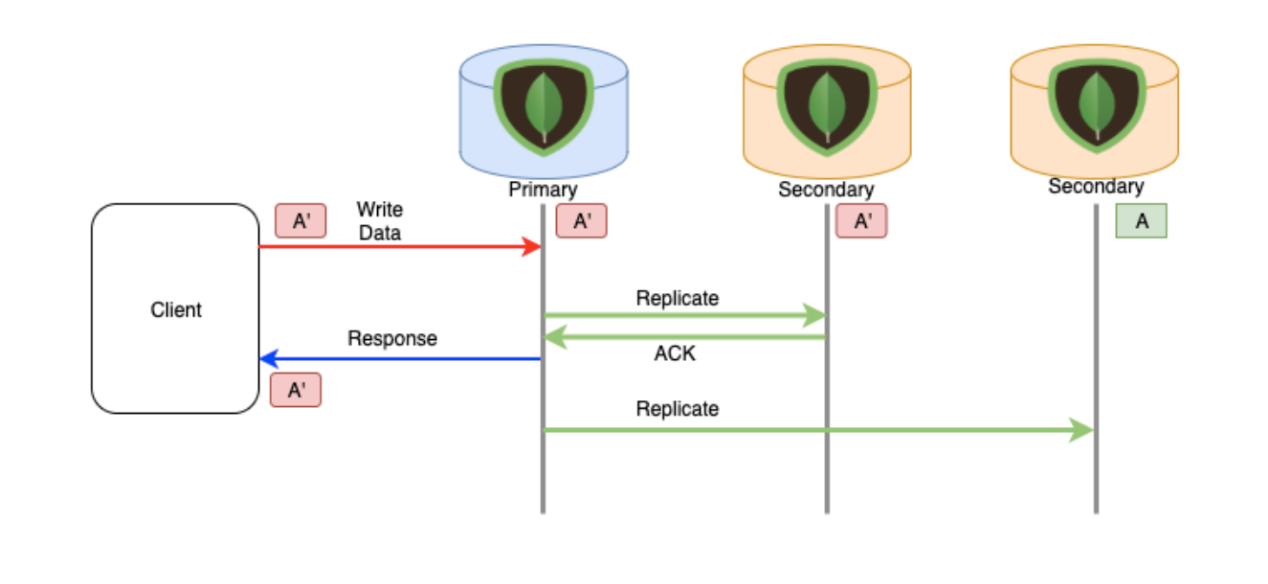 Primary
Secondary
Secondary
A'
Write
Data
A'
A'
A
Client
Replicate
Response
ACK
A'
Replicate